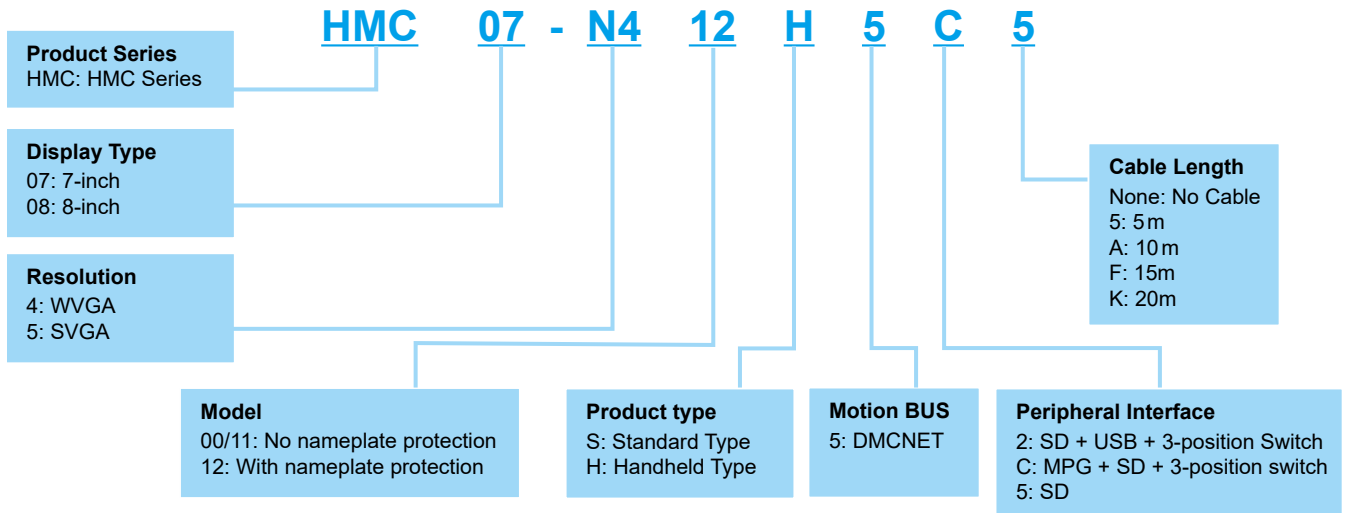 HMC 07 - N4 12 H 5 C 5
Product Series
HMC: HMC Series
Display Type
07: 7-inch
08: 8-inch
Resolution
4: WVGA
5: SVGA
Cable Length
None: No Cable
5: 5 m
A: 10 m
F: 15m
K: 20m
Model
00/11: No nameplate protection
12: With nameplate protection
Product type
S: Standard Type
H: Handheld Type
Motion BUS
5: DMCNET
Peripheral Interface
2: SD + USB + 3-position Switch
C: MPG + SD + 3-position switch
5: SD